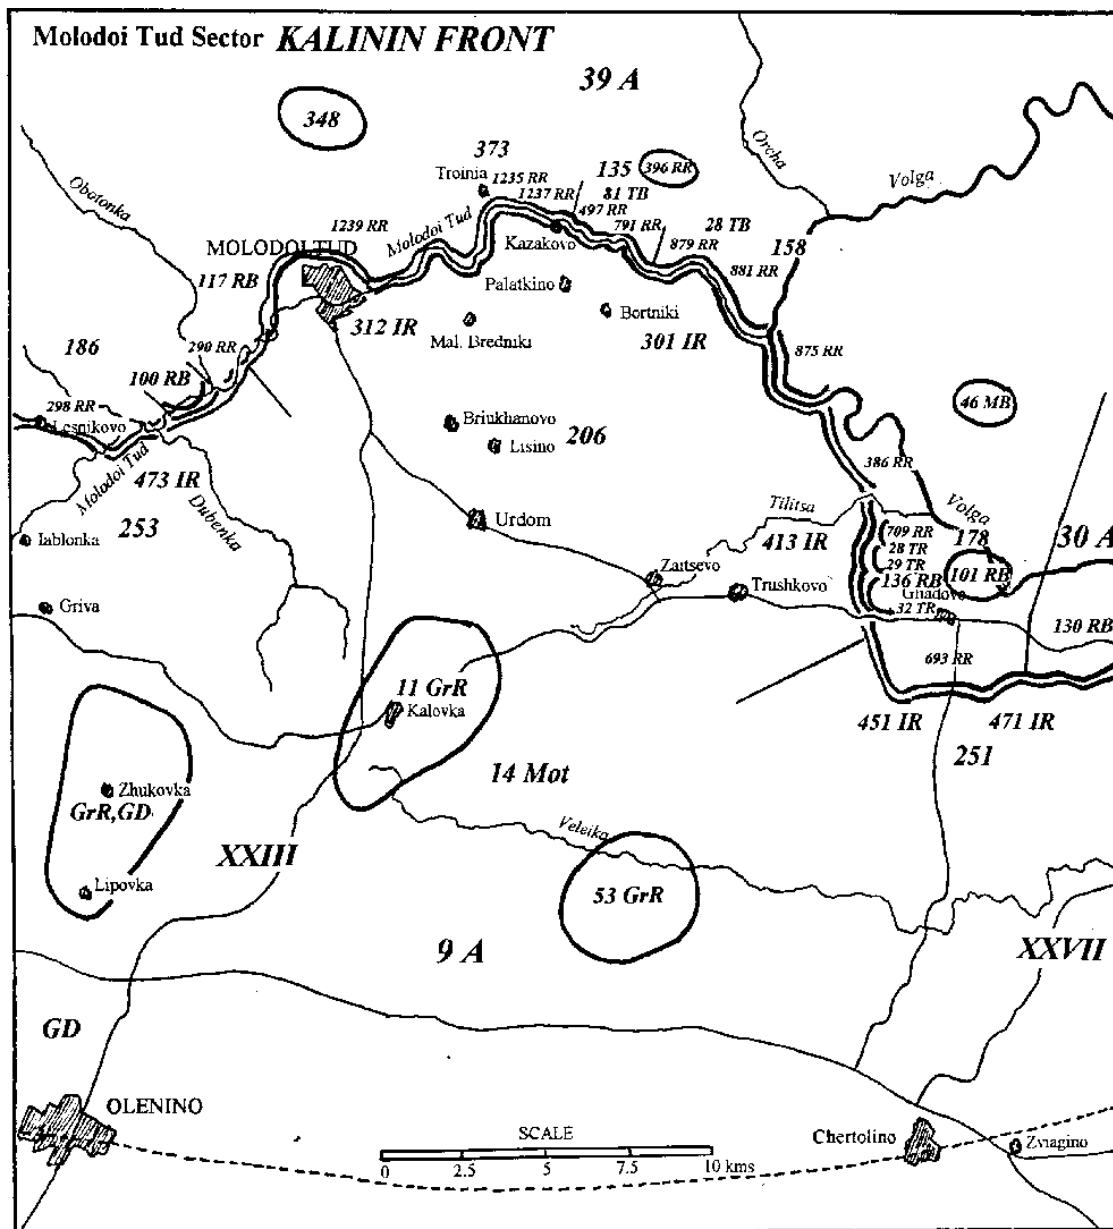 Molodoi Tud Sector KALININ FRONT
39 A
348
373
Troinia
1235 RR
1237 RR
135
396 RR
81 TB
497 RR
791 RR
28 TB
879 RR
881 RR
158
Orcha
Volga
Obotonka
1239 RR
Molodoi Tud
MOLODOI TUD
Kazakovo
117 RB
Palatkino
Bortniki
312 IR
Mal. Bredniki
301 IR
875 RR
186
290 RR
100 RB
298 RR
Lesnikovo
46 MB
Briukhanovo
Lisino
206
386 RR
Molodoi Tud
473 IR
Dubenka
253
Iablonka
Urdom
Tilitsa
413 IR
Volga
709 RR
178
28 TR
29 TR
30 A
136 RB
101 RB
Zaitsevo
Trushkovo
Gnadovo
32 TR
Griva
130 RB
693 RR
11 GrR
Kalovka
451 IR
471 IR
251
14 Mot
Zhukovka
GrR,GD
Veleika
XXIII
Lipovka
53 GrR
9 A
XXVII
GD
OLENINO
SCALE
0 2.5 5 7.5 10 kms
Chertolino
Zviagino